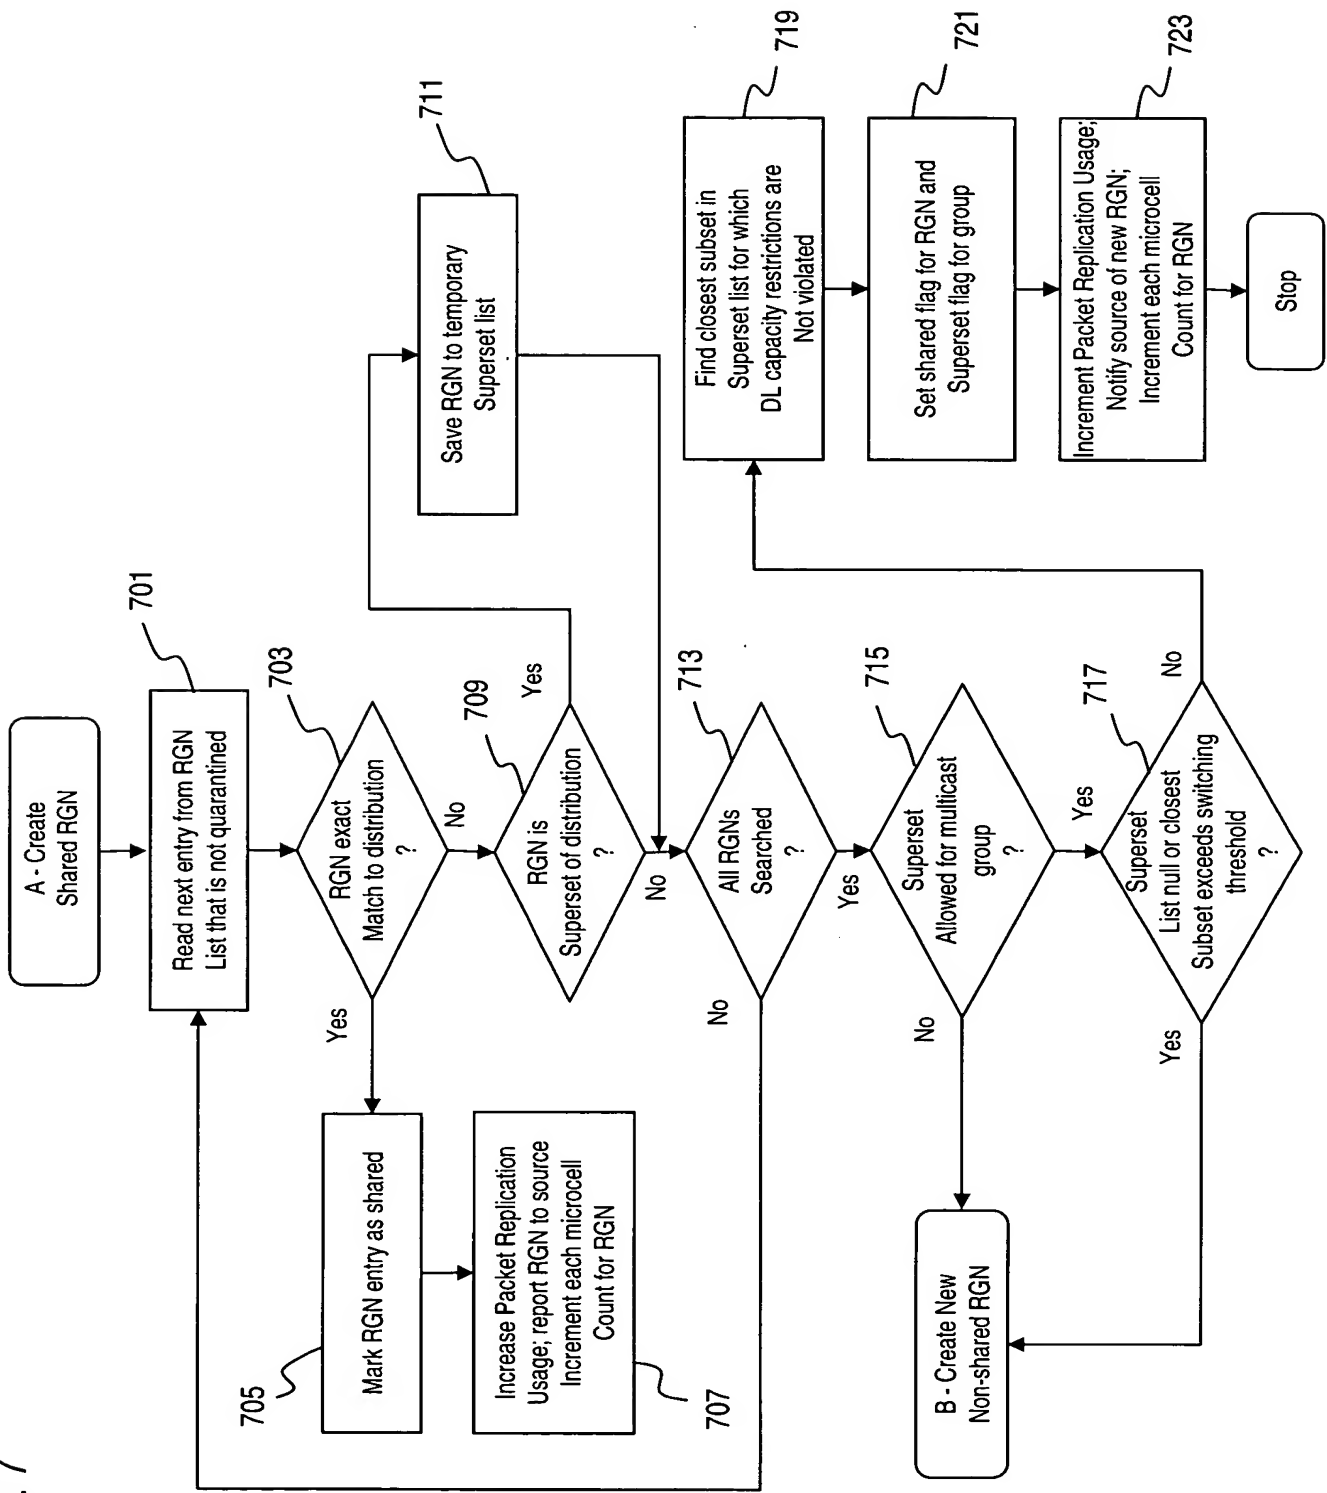 A - Create
Shared RGN
701
Read next entry from RGN
List that is not quarantined
703
RGN exact
Match to distribution
?
Yes
No
705
Mark RGN entry as shared
Increase Packet Replication
Usage; report RGN to source
Increment each microcell
Count for RGN
707
709
RGN is
Superset of distribution
?
Yes
No
711
Save RGN to temporary
Superset list
713
All RGNs
Searched
?
No
Yes
715
Superset
Allowed for multicast
group
?
No
Yes
717
Superset
List null or closest
Subset exceeds switching
threshold
?
Yes
No
B - Create New
Non-shared RGN
719
Find closest subset in
Superset list for which
DL capacity restrictions are
Not violated
721
Set shared flag for RGN and
Superset flag for group
723
Increment Packet Replication Usage;
Notify source of new RGN;
Increment each microcell
Count for RGN
Stop